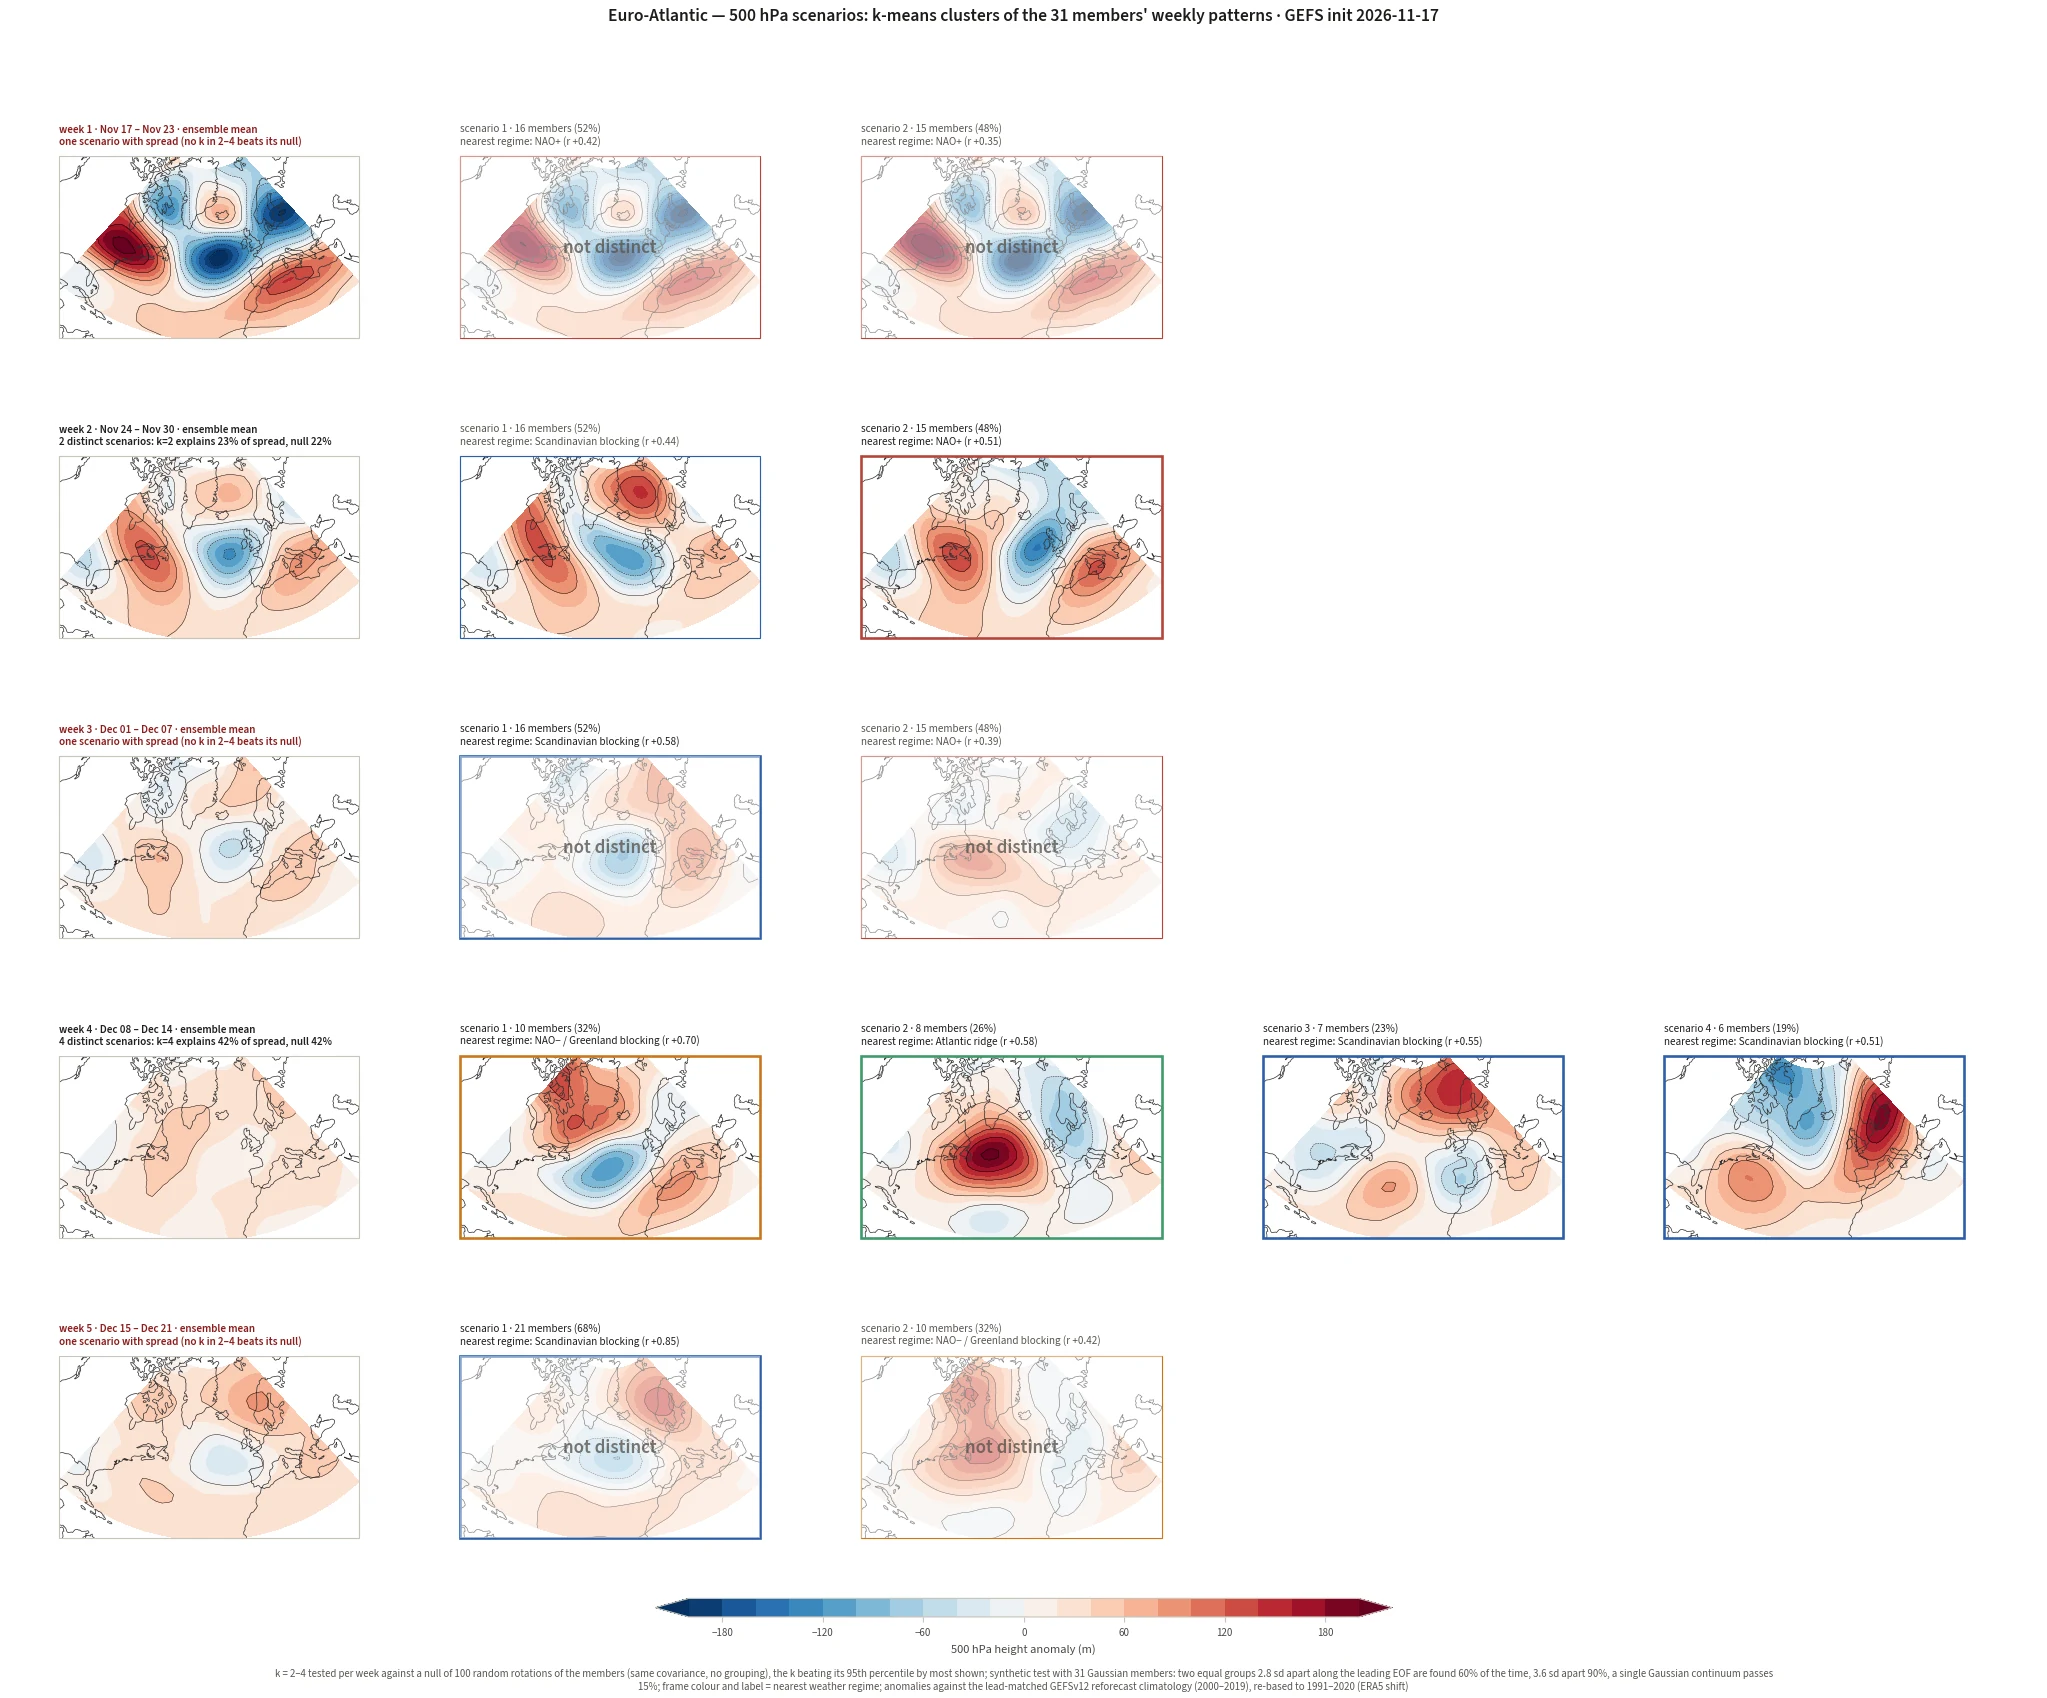 Euro-Atlantic — 500 hPa scenarios: k-means clusters of the 31 members' weekly patterns · GEFS init 2026-11-17
week 1 · Nov 17 – Nov 23 · ensemble mean
one scenario with spread (no k in 2–4 beats its null)
scenario 1 · 16 members (52%)
nearest regime: NAO+ (r +0.42)
not distinct
scenario 2 · 15 members (48%)
nearest regime: NAO+ (r +0.35)
not distinct
week 2 · Nov 24 – Nov 30 · ensemble mean
2 distinct scenarios: k=2 explains 23% of spread, null 22%
scenario 1 · 16 members (52%)
nearest regime: Scandinavian blocking (r +0.44)
scenario 2 · 15 members (48%)
nearest regime: NAO+ (r +0.51)
week 3 · Dec 01 – Dec 07 · ensemble mean
one scenario with spread (no k in 2–4 beats its null)
scenario 1 · 16 members (52%)
nearest regime: Scandinavian blocking (r +0.58)
not distinct
scenario 2 · 15 members (48%)
nearest regime: NAO+ (r +0.39)
not distinct
week 4 · Dec 08 – Dec 14 · ensemble mean
4 distinct scenarios: k=4 explains 42% of spread, null 42%
scenario 1 · 10 members (32%)
nearest regime: NAO− / Greenland blocking (r +0.70)
scenario 2 · 8 members (26%)
nearest regime: Atlantic ridge (r +0.58)
scenario 3 · 7 members (23%)
nearest regime: Scandinavian blocking (r +0.55)
scenario 4 · 6 members (19%)
nearest regime: Scandinavian blocking (r +0.51)
week 5 · Dec 15 – Dec 21 · ensemble mean
one scenario with spread (no k in 2–4 beats its null)
scenario 1 · 21 members (68%)
nearest regime: Scandinavian blocking (r +0.85)
not distinct
scenario 2 · 10 members (32%)
nearest regime: NAO− / Greenland blocking (r +0.42)
not distinct
−180 −120 −60 0 60 120 180
500 hPa height anomaly (m)
k = 2–4 tested per week against a null of 100 random rotations of the members (same covariance, no grouping), the k beating its 95th percentile by most shown; synthetic test with 31 Gaussian members: two equal groups 2.8 sd apart along the leading EOF are found 60% of the time, 3.6 sd apart 90%, a single Gaussian continuum passes
15%; frame colour and label = nearest weather regime; anomalies against the lead-matched GEFSv12 reforecast climatology (2000–2019), re-based to 1991–2020 (ERA5 shift)